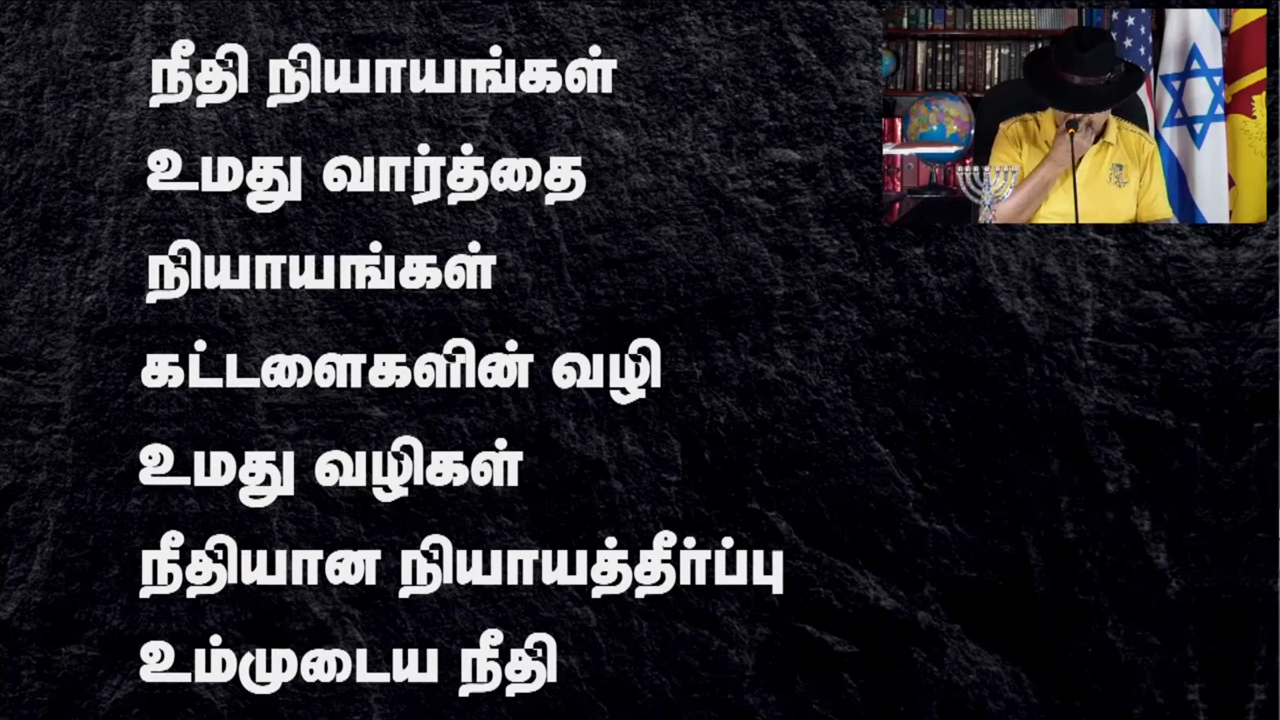 நீதி நியாயங்கள்
உமது வார்த்தை
நியாயங்கள்
கட்டளைகளின் வழி
உமது வழிகள்
நீதியான நியாயத்தீர்ப்பு
உம்முடைய நீதி